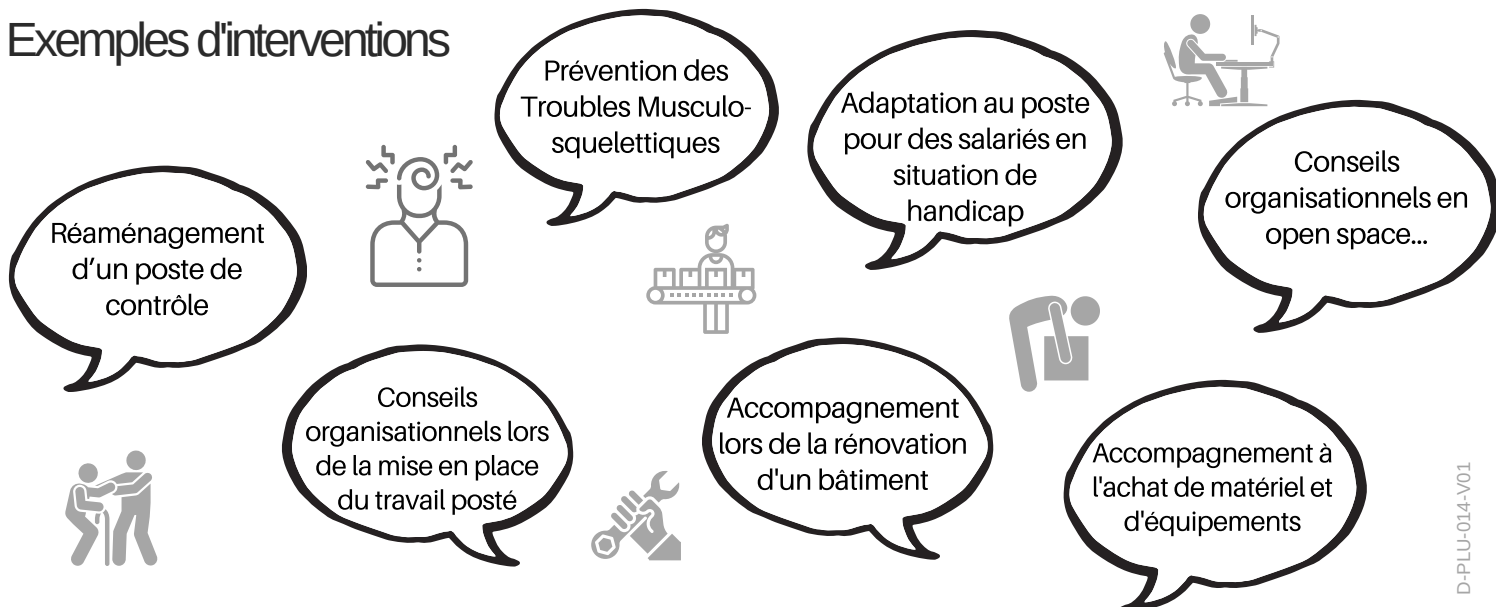 Exemples d'interventions
Prévention des
Troubles Musculo-
squelettiques
Adaptation au poste
pour des salariés en
situation de
handicap
Conseils
organisationnels en
open space...
Réaménagement
d’un poste de
contrôle
Conseils
organisationnels lors
de la mise en place
du travail posté
Accompagnement
lors de la rénovation
d'un bâtiment
Accompagnement à
l'achat de matériel et
d'équipements
D-PLU-014-V01